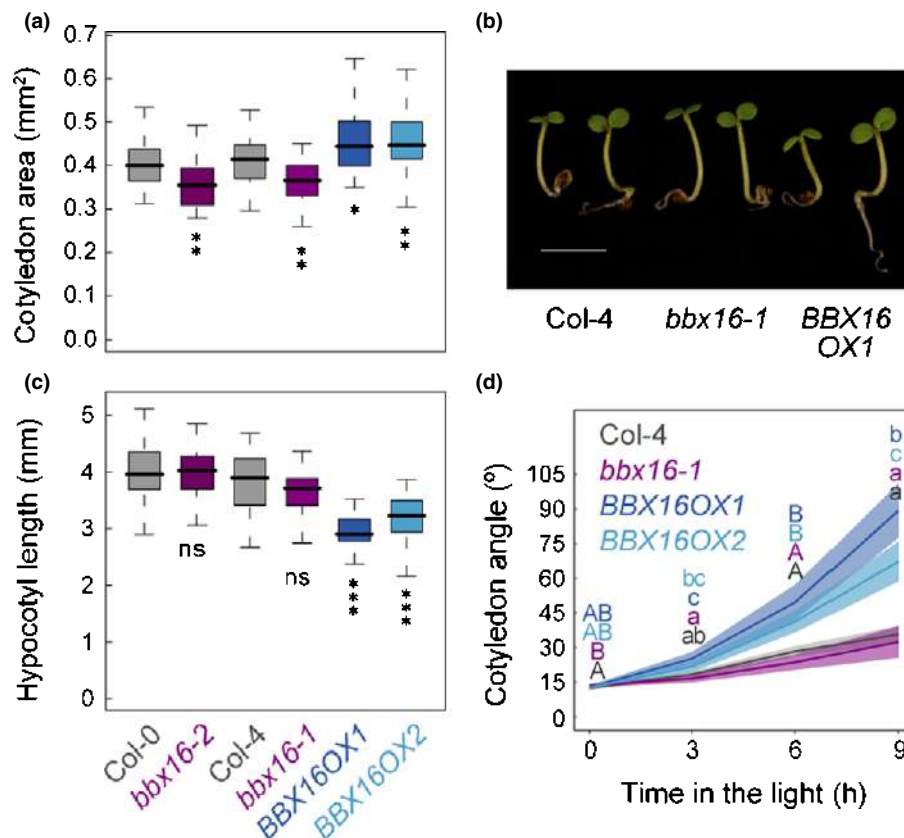 (a)
Cotyledon area (mm²)
0.7
0.6
0.5
0.4
0.3
0.2
0.1
0.0
**
**
*
**
(b)
Col-4 bbx16-1 BBX16
OX1
(c)
Hypocotyl length (mm)
5
4
3
2
1
0
ns
ns
***
***
Col-0
bbx16-2
Col-4
bbx16-1
BBX16OX1
BBX16OX2
(d)
Cotyledon angle (º)
105
90
75
60
45
30
15
0
Col-4
bbx16-1
BBX16OX1
BBX16OX2
AB
AB
B
A
bc
c
a
ab
B
B
A
A
b
c
a
a
0 3 6 9
Time in the light (h)